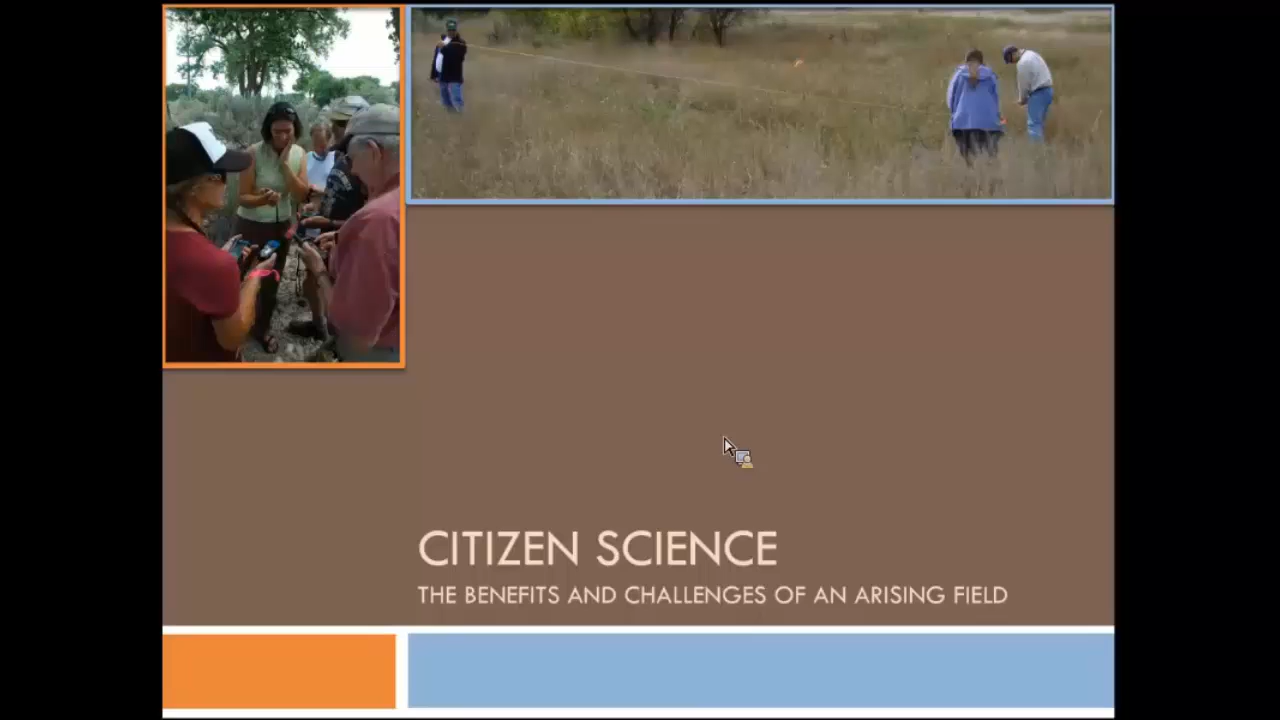 CITIZEN SCIENCE
THE BENEFITS AND CHALLENGES OF AN ARISING FIELD